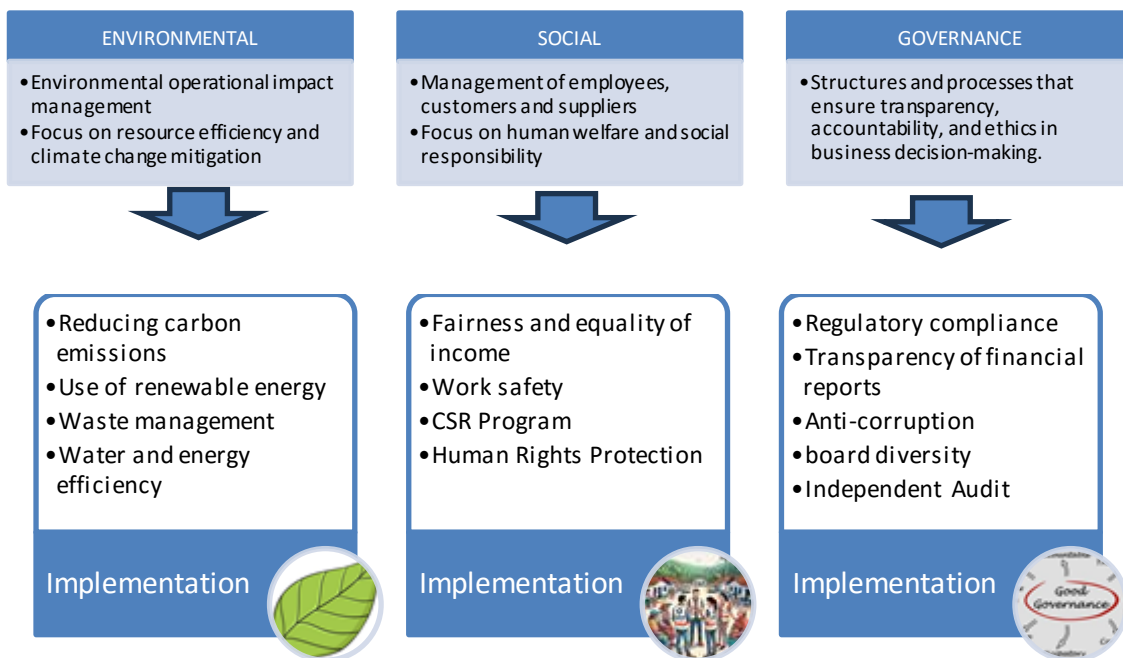 ENVIRONMENTAL
•Environmental operational impact
management
•Focus on resource efficiency and
climate change mitigation
SOCIAL
•Management of employees,
customers and suppliers
•Focus on human welfare and social
responsibility
GOVERNANCE
•Structures and processes that
ensure transparency,
accountability, and ethics in
business decision-making.
•Reducing carbon
emissions
•Use of renewable energy
•Waste management
•Water and energy
efficiency
Implementation
•Fairness and equality of
income
•Work safety
•CSR Program
•Human Rights Protection
Implementation
•Regulatory compliance
•Transparency of financial
reports
•Anti-corruption
•board diversity
•Independent Audit
Implementation
Good
Governance